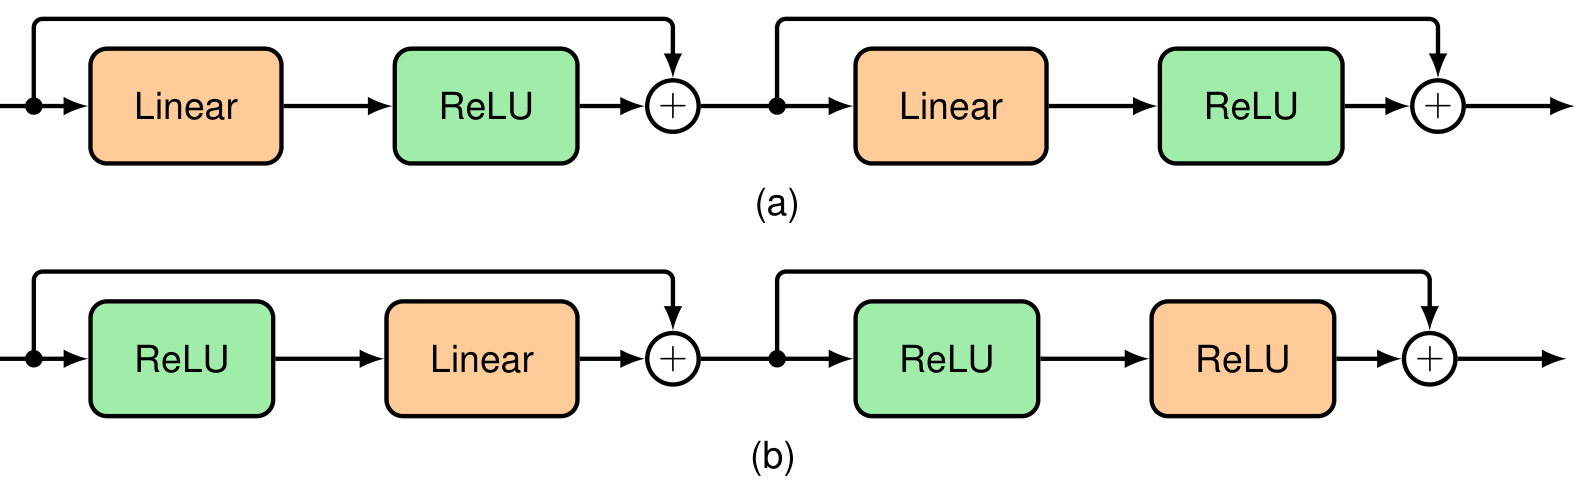 Linear ReLU + Linear ReLU +
(a)
ReLU Linear + ReLU ReLU +
(b)